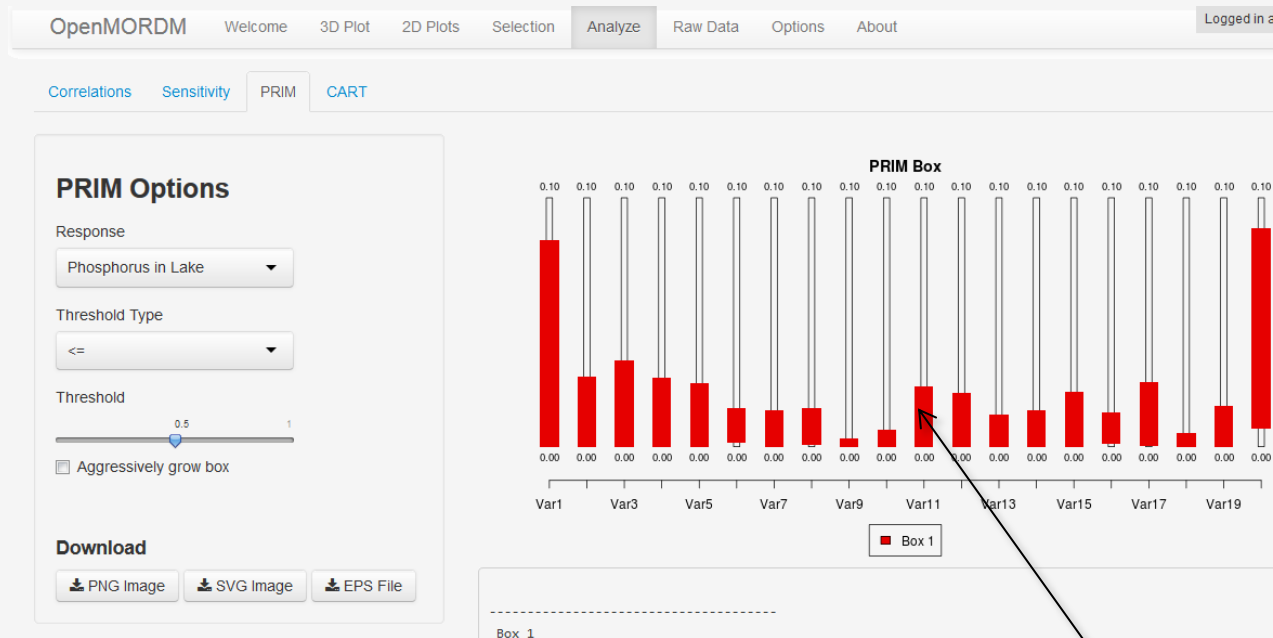 OpenMORDM Welcome 3D Plot 2D Plots Selection Analyze Raw Data Options About Logged in a
Correlations Sensitivity PRIM CART
PRIM Options
Response
Phosphorus in Lake
Threshold Type
<=
Threshold
0.5 1
Aggressively grow box
Download
PNG Image SVG Image EPS File
PRIM Box
0.10 0.10 0.10 0.10 0.10 0.10 0.10 0.10 0.10 0.10 0.10 0.10 0.10 0.10 0.10 0.10 0.10 0.10 0.10 0.10
0.00 0.00 0.00 0.00 0.00 0.00 0.00 0.00 0.00 0.00 0.00 0.00 0.00 0.00 0.00 0.00 0.00 0.00 0.00 0.00
Var1 Var3 Var5 Var7 Var9 Var11 Var13 Var15 Var17 Var19
Box 1
-----------------------------------
Box 1